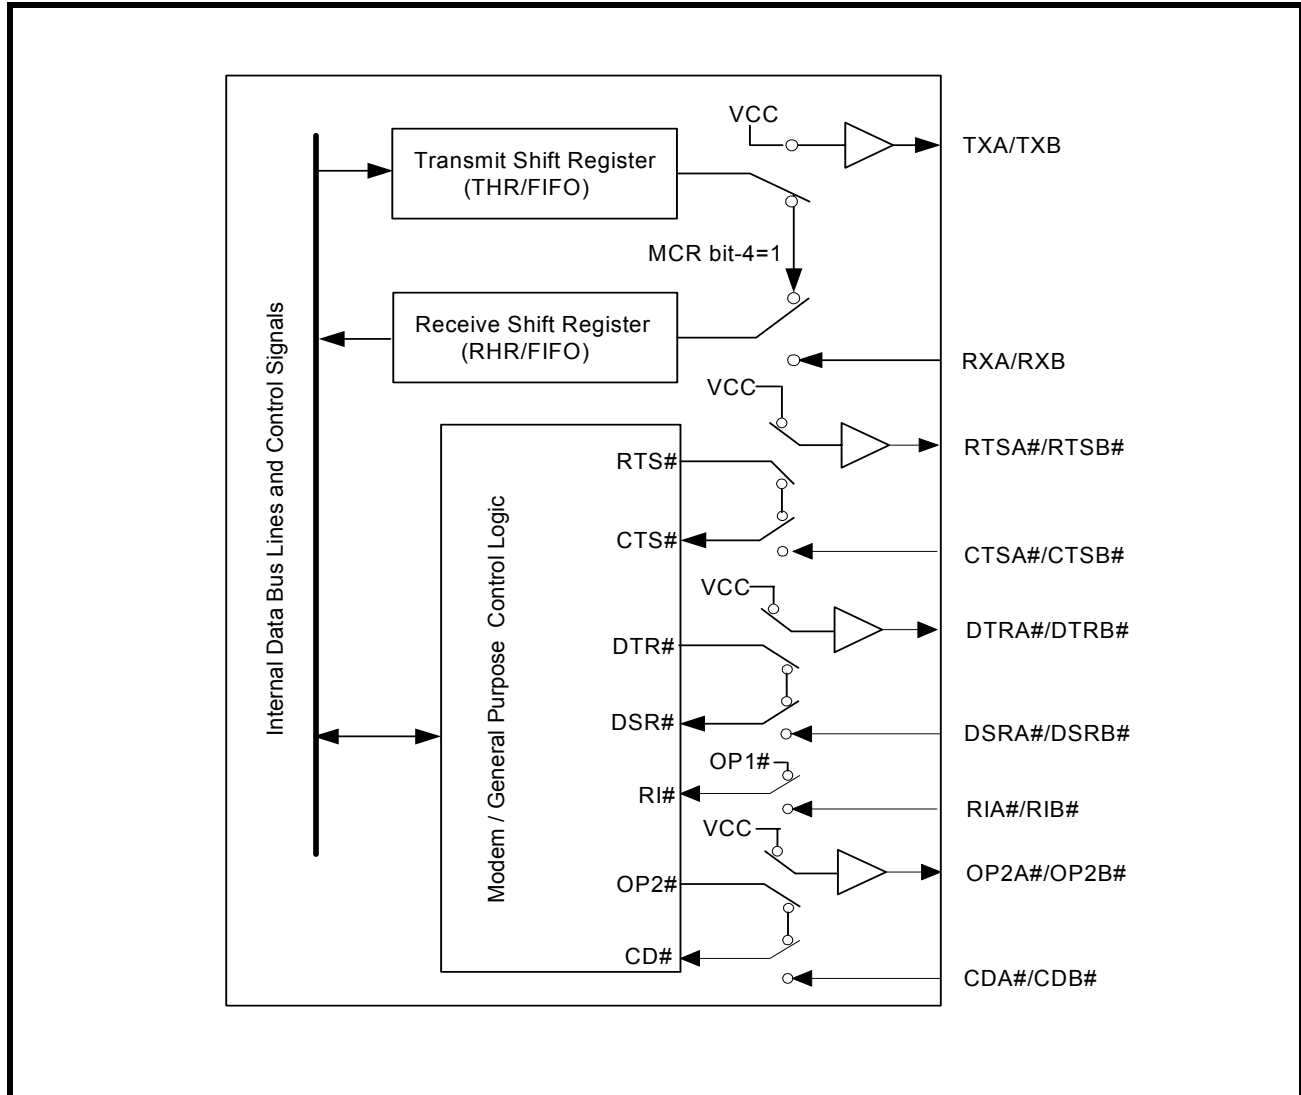 VCC
TXA/TXB
Transmit Shift Register
(THR/FIFO)
MCR bit-4=1
Receive Shift Register
(RHR/FIFO)
RXA/RXB
Internal Data Bus Lines and Control Signals
VCC
RTSA#/RTSB#
RTS#
CTS#
CTSA#/CTSB#
Modem / General Purpose Control Logic
VCC
DTRA#/DTRB#
DTR#
DSR#
DSRA#/DSRB#
OP1#
RI#
RIA#/RIB#
VCC
OP2A#/OP2B#
OP2#
CD#
CDA#/CDB#